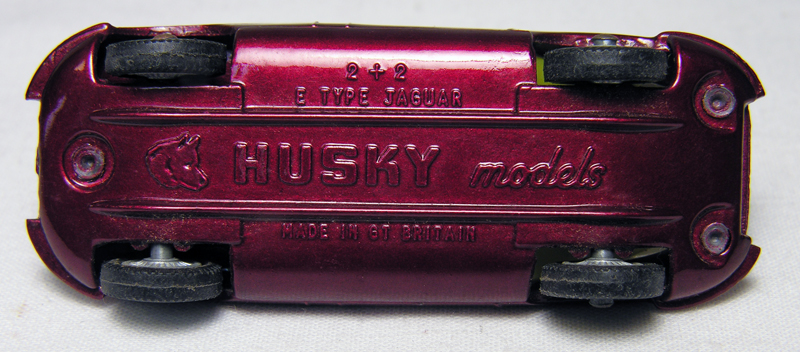 2 + 2
E TYPE JAGUAR
HUSKY models
MADE IN GT BRITAIN